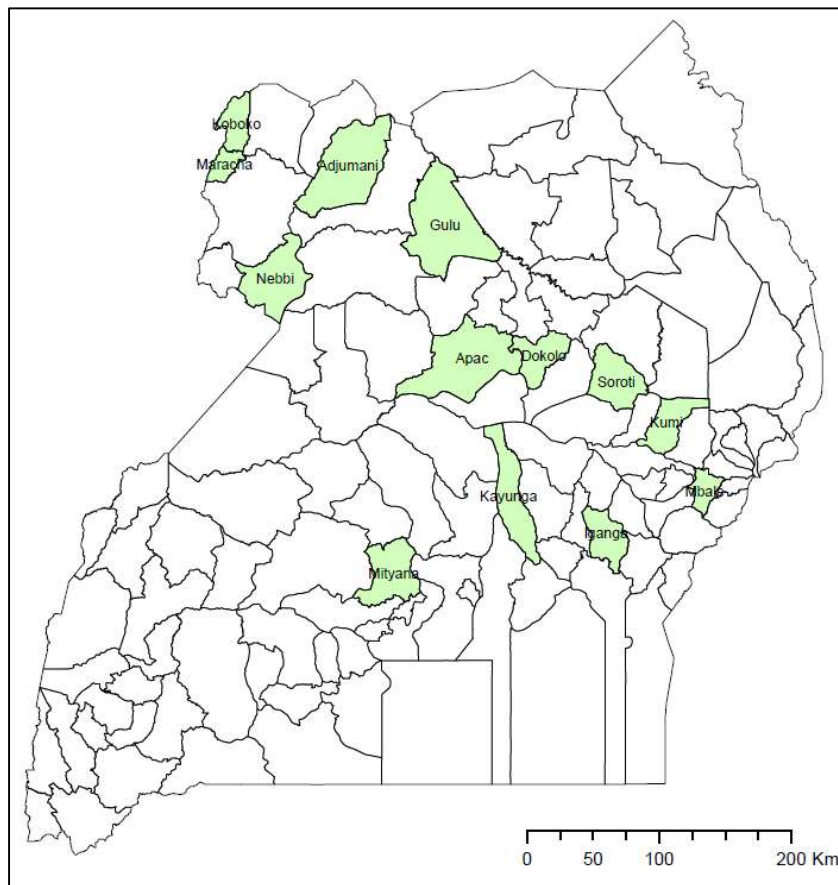 Koboko
Maracha
Adjumani
Gulu
Nebbi
Apac
Dokolo
Soroti
Kumi
Kayunga
Mbale
Iganga
Mityana
0 50 100 200 Km